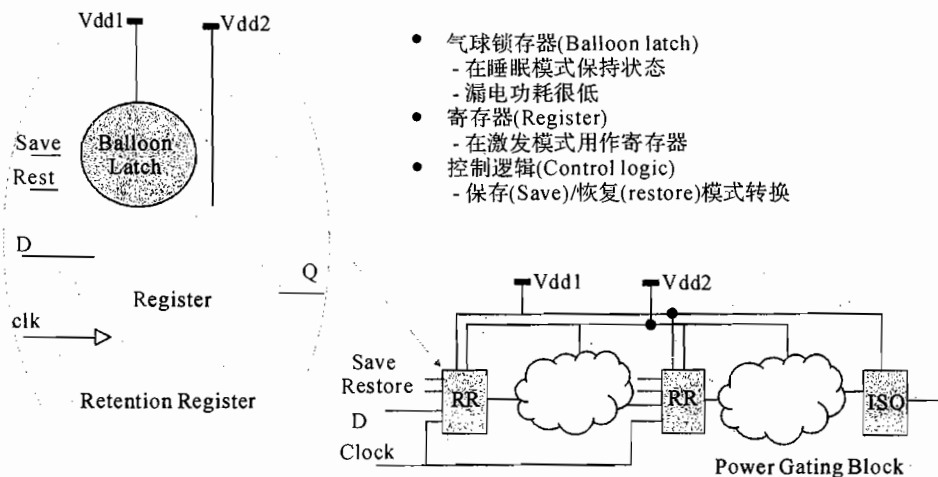 Vdd1
Vdd2
Save
Rest
Balloon
Latch
D
Q
Register
clk
Retention Register
● 气球锁存器(Balloon latch)
- 在睡眠模式保持状态
- 漏电功耗很低
● 寄存器(Register)
- 在激发模式用作寄存器
● 控制逻辑(Control logic)
- 保存(Save)/恢复(restore)模式转换
Vdd1
Vdd2
Save
Restore
D
Clock
RR
RR
ISO
Power Gating Block